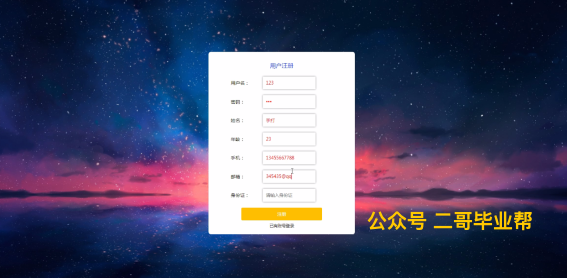 用户注册
用户名： 123
密码： •••
姓名：
年龄： 23
手机： 13455667788
邮箱： 345435@qq
身份证： 请输入身份证
注册
已有账号登录
公众号 二哥毕业帮